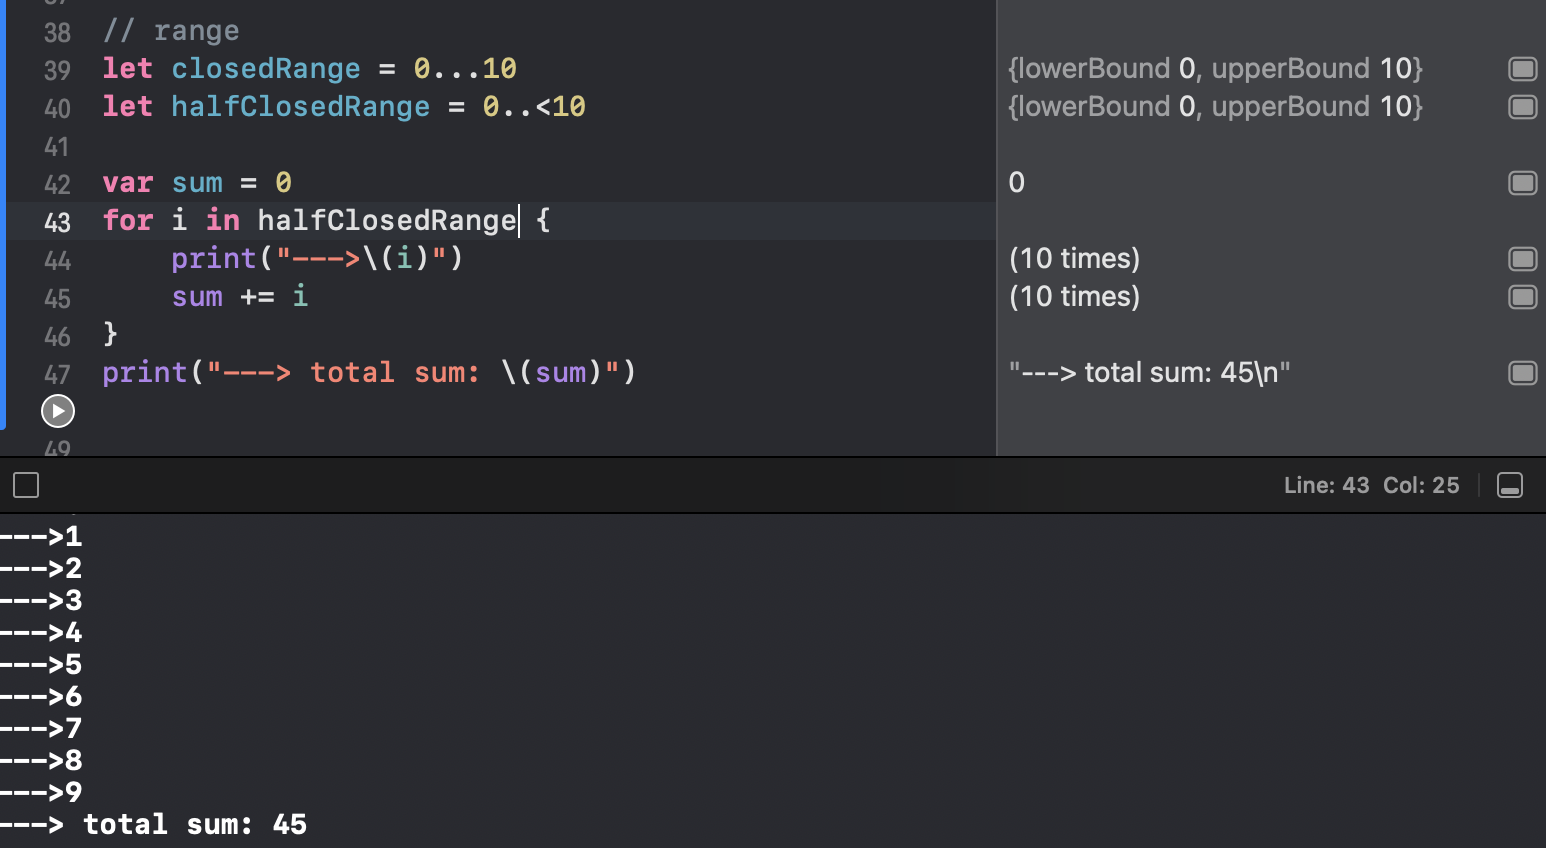 38 // range
39 let closedRange = 0...10 {lowerBound 0, upperBound 10}
40 let halfClosedRange = 0..<10 {lowerBound 0, upperBound 10}
41
42 var sum = 0 0
43 for i in halfClosedRange {
44 print("--->\(i)") (10 times)
45 sum += i (10 times)
46 }
47 print("---> total sum: \(sum)") "---> total sum: 45\n"
49
Line: 43 Col: 25
--->1
--->2
--->3
--->4
--->5
--->6
--->7
--->8
--->9
---> total sum: 45